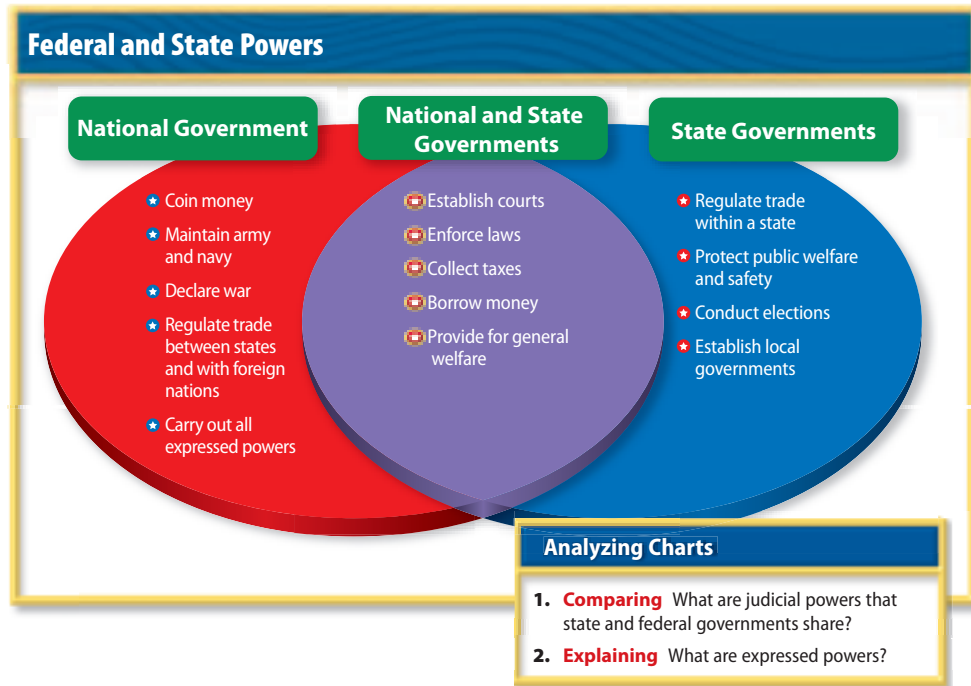 Federal and State Powers
National Government
Coin money
Maintain army
and navy
Declare war
Regulate trade
between states
and with foreign
nations
Carry out all
expressed powers
National and State
Governments
Establish courts
Enforce laws
Collect taxes
Borrow money
Provide for general
welfare
State Governments
Regulate trade
within a state
Protect public welfare
and safety
Conduct elections
Establish local
governments
Analyzing Charts
1. Comparing What are judicial powers that
state and federal governments share?
2. Explaining What are expressed powers?